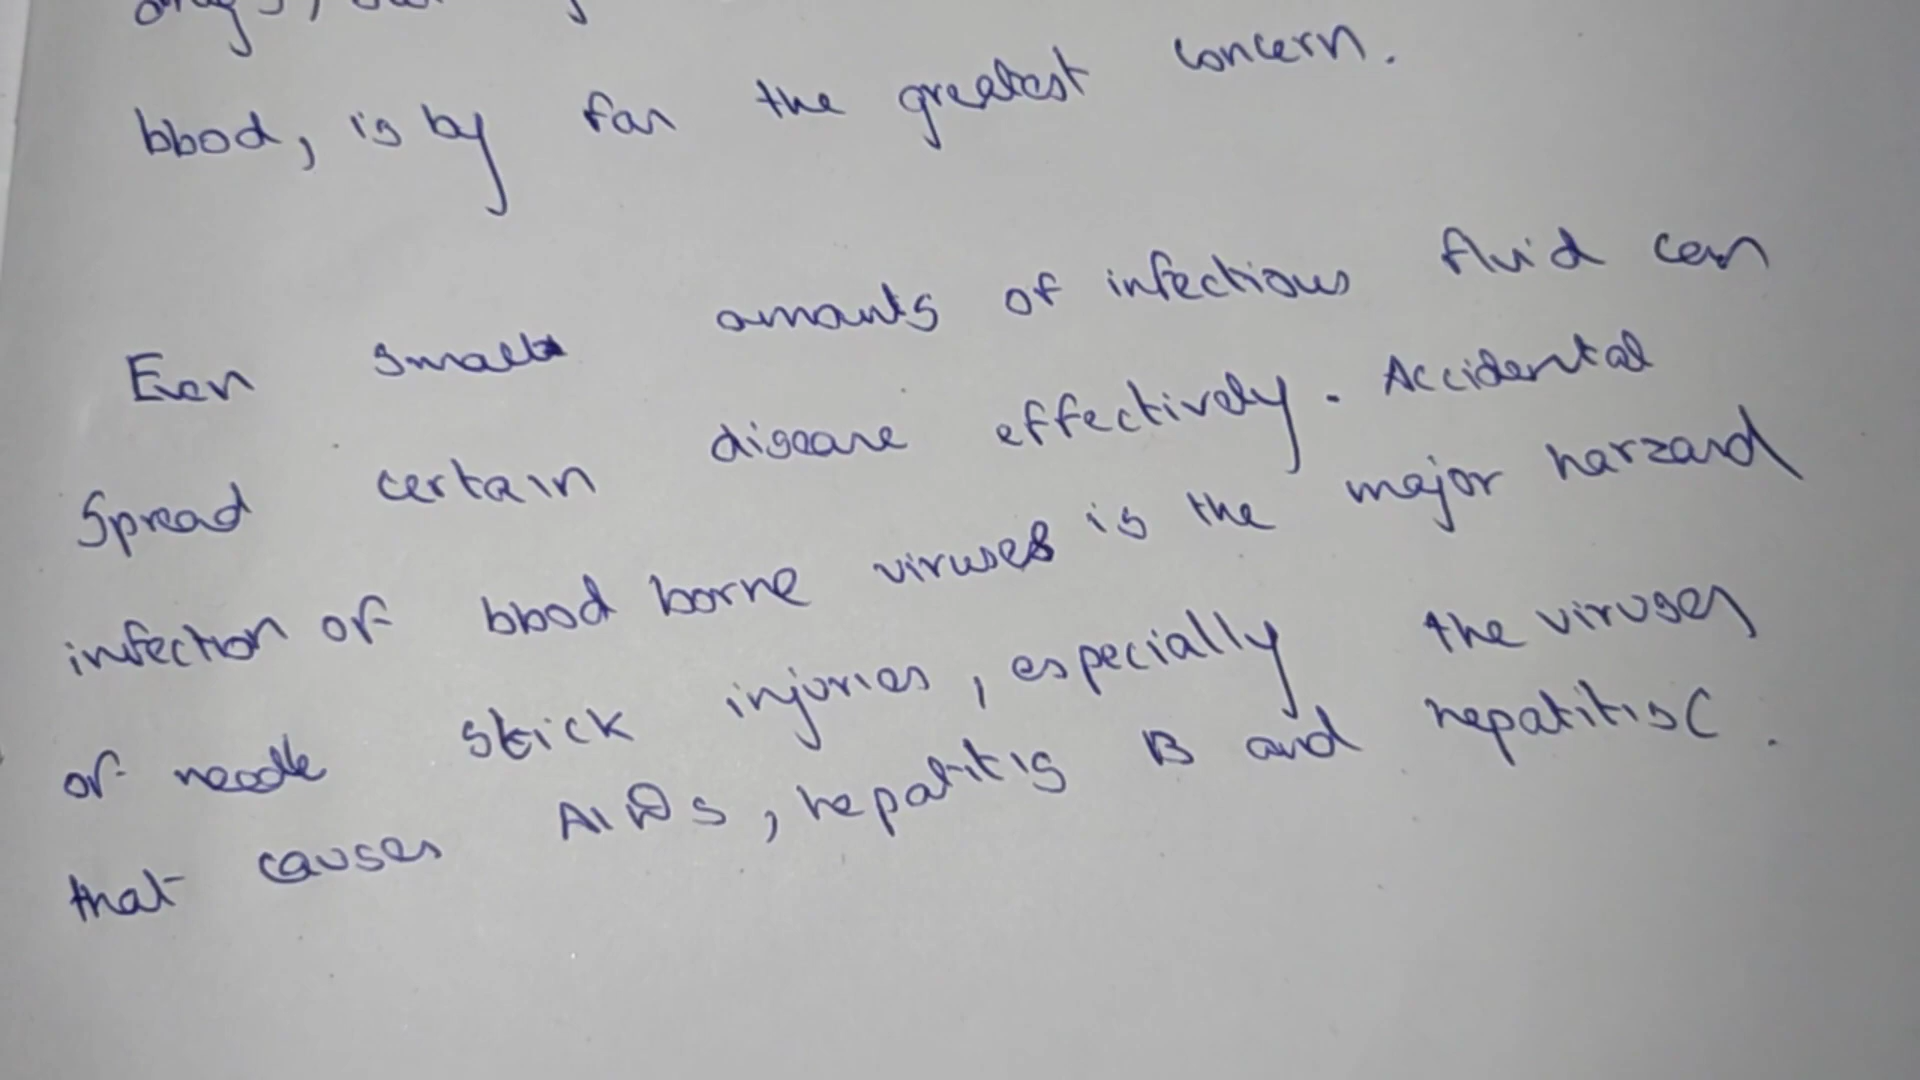 blood, is by far the greatest concern.
Even small amounts of infectious fluid can
Spread certain disease effectively. Accidental
infection of blood borne viruses is the major harzard
of needle stick injuries, especially the viruses
that causes AIDS, hepatitis B and hepatitis C.